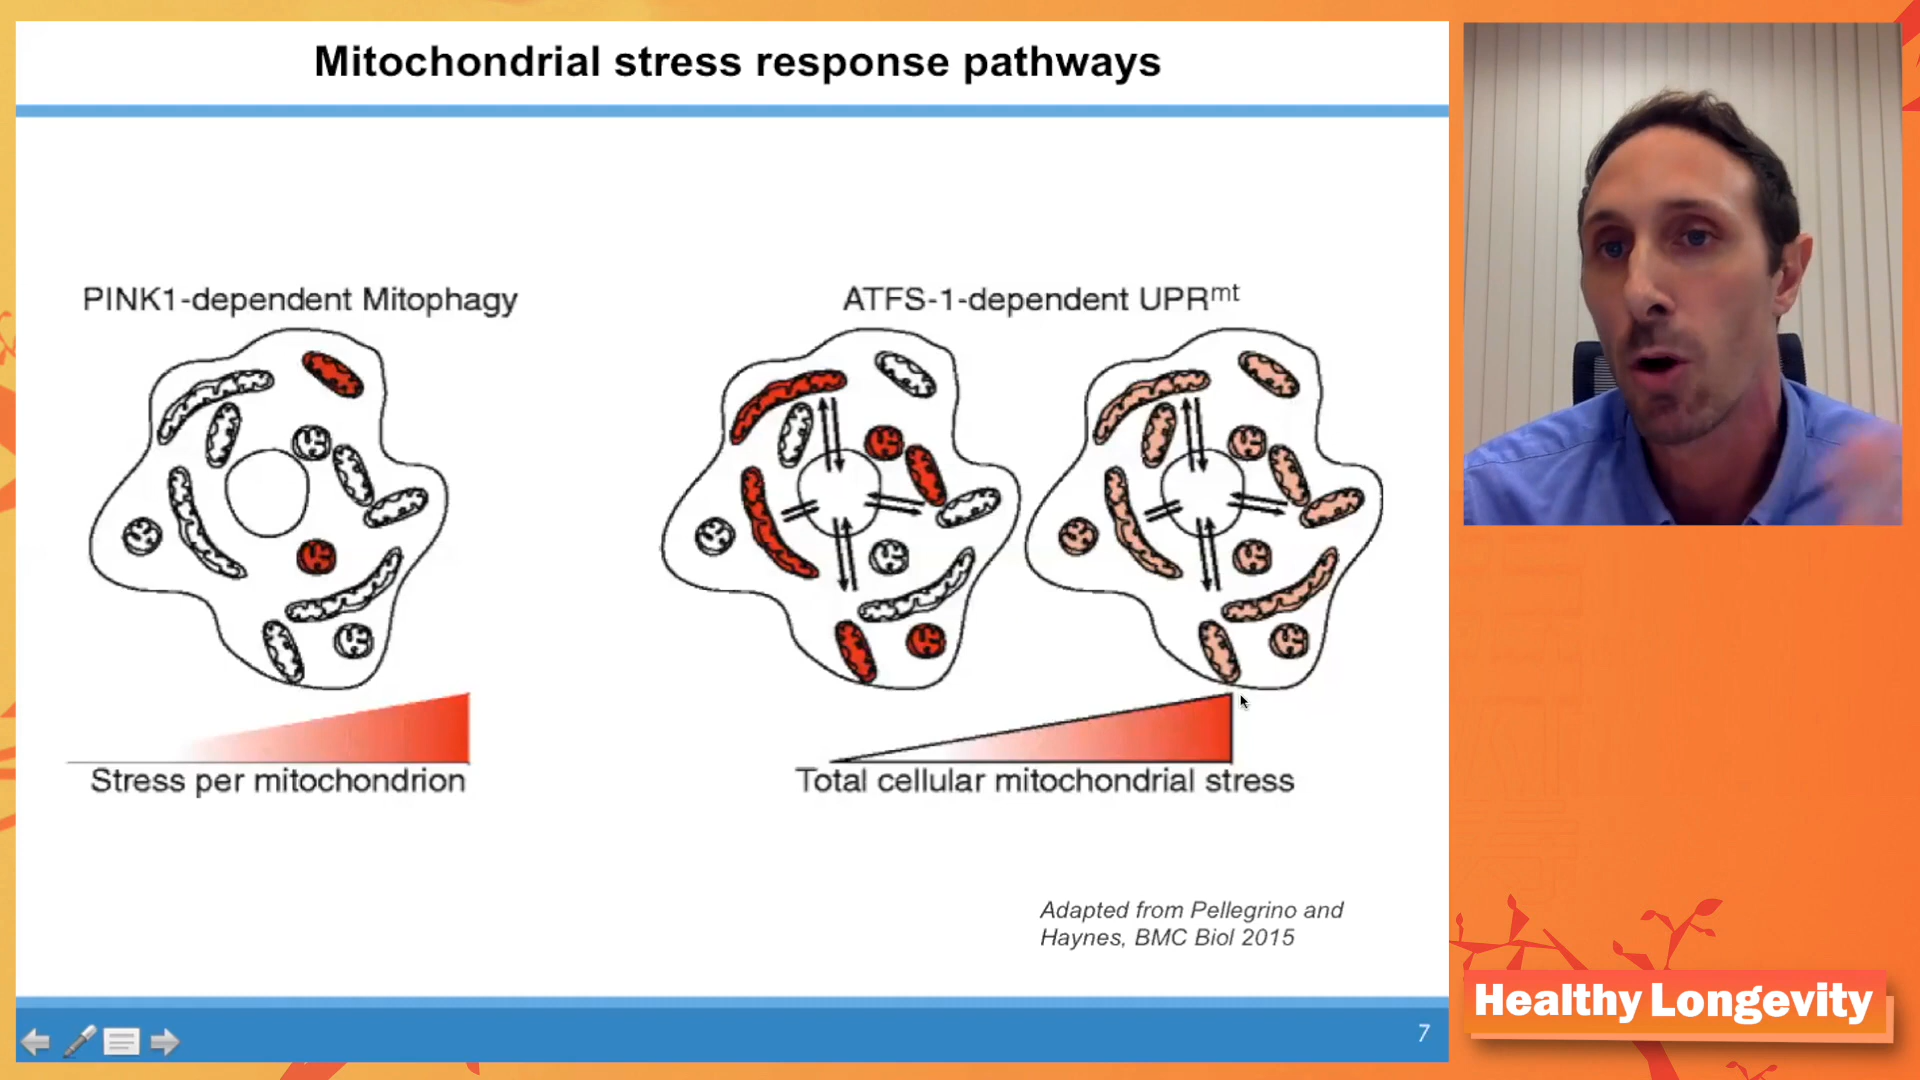 Mitochondrial stress response pathways
PINK1-dependent Mitophagy
ATFS-1-dependent UPRmt
Stress per mitochondrion
Total cellular mitochondrial stress
Adapted from Pellegrino and
Haynes, BMC Biol 2015
7
Healthy Longevity